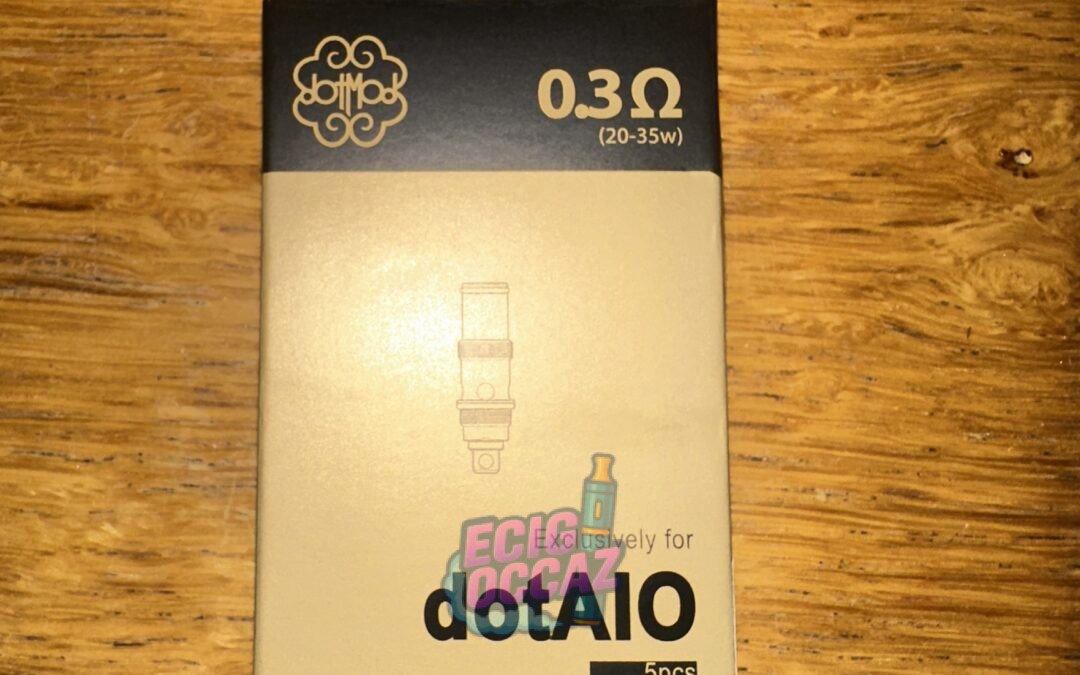 dotMod
0.3Ω
(20-35w)
ECIG
OCCAZ
Exclusively for
dotAIO
5pcs